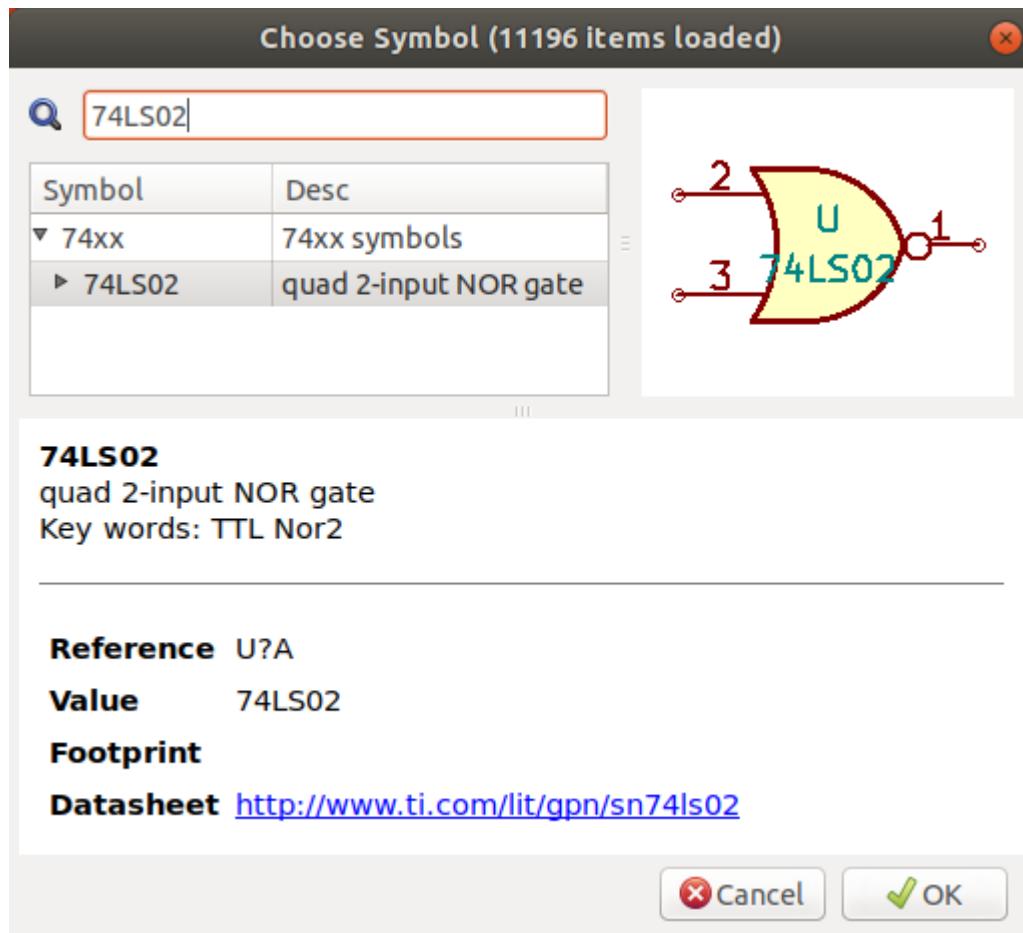 Choose Symbol (11196 items loaded)
74LS02
Symbol Desc
74xx 74xx symbols
74LS02 quad 2-input NOR gate
2
U
1
74LS02
3
74LS02
quad 2-input NOR gate
Key words: TTL Nor2
Reference U?A
Value 74LS02
Footprint
Datasheet http://www.ti.com/lit/gpn/sn74ls02
Cancel OK